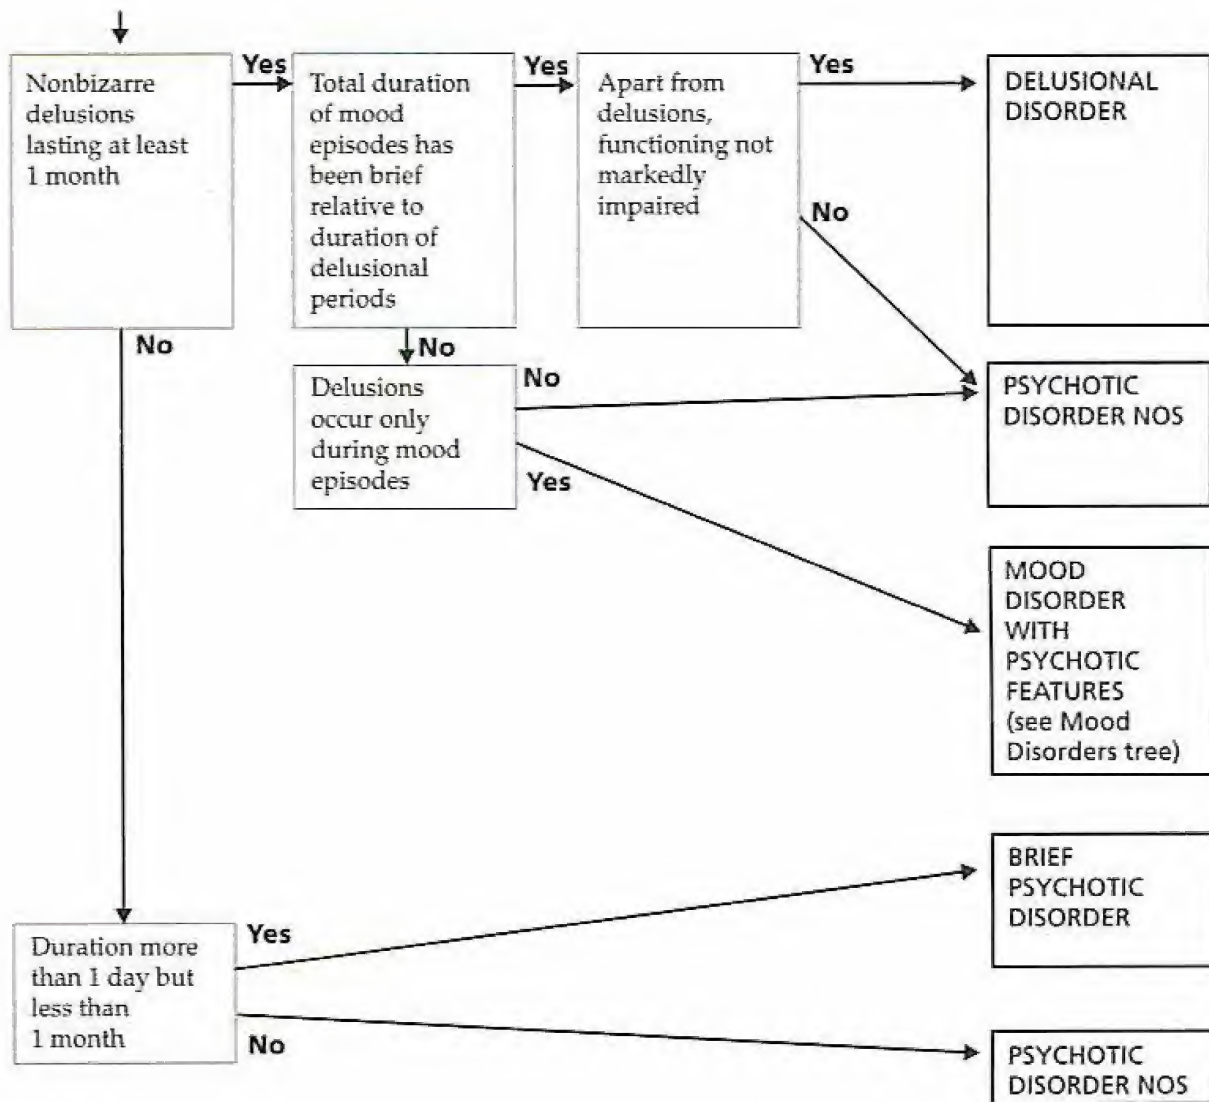 Nonbizarre
delusions
lasting at least
1 month
Yes
Total duration
of mood
episodes has
been brief
relative to
duration of
delusional
periods
Yes
Apart from
delusions,
functioning not
markedly
impaired
Yes
DELUSIONAL
DISORDER
No
No
No
Delusions
occur only
during mood
episodes
No
Yes
PSYCHOTIC
DISORDER NOS
MOOD
DISORDER
WITH
PSYCHOTIC
FEATURES
(see Mood
Disorders tree)
Duration more
than 1 day but
less than
1 month
Yes
No
BRIEF
PSYCHOTIC
DISORDER
PSYCHOTIC
DISORDER NOS